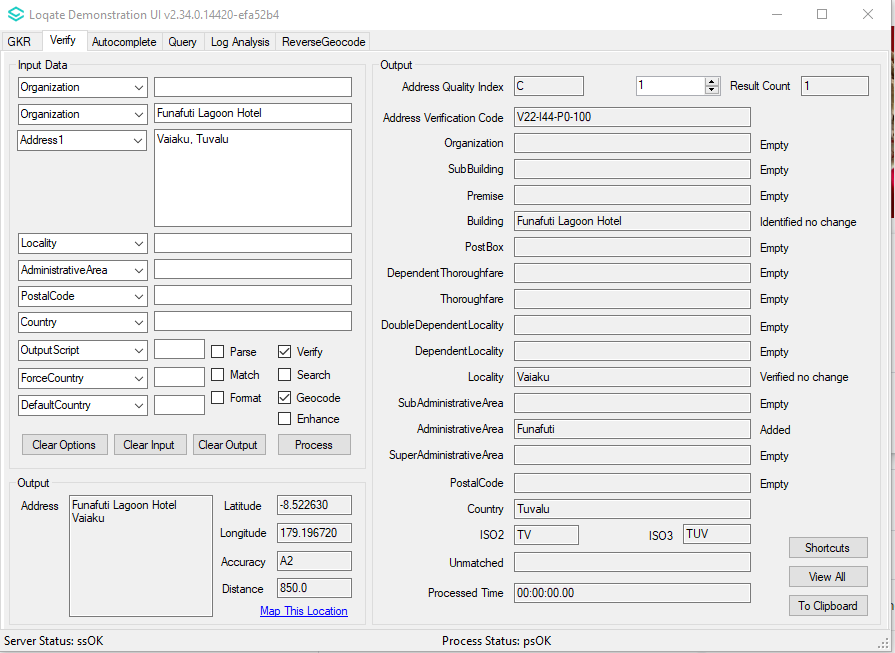 Loqate Demonstration UI v2.34.0.14420-efa52b4
GKR Verify Autocomplete Query Log Analysis ReverseGeocode
Input Data
Organization
Organization Funafuti Lagoon Hotel
Address1 Vaiaku, Tuvalu
Locality
AdministrativeArea
PostalCode
Country
OutputScript Parse Verify
ForceCountry Match Search
DefaultCountry Format Geocode
Enhance
Clear Options Clear Input Clear Output Process
Output
Address Funafuti Lagoon Hotel
Vaiaku
Latitude -8.522630
Longitude 179.196720
Accuracy A2
Distance 850.0
Map This Location
Output
Address Quality Index C 1 Result Count 1
Address Verification Code V22-I44-P0-100
Organization Empty
SubBuilding Empty
Premise Empty
Building Funafuti Lagoon Hotel Identified no change
PostBox Empty
DependentThoroughfare Empty
Thoroughfare Empty
DoubleDependentLocality Empty
DependentLocality Empty
Locality Vaiaku Verified no change
SubAdministrativeArea Empty
AdministrativeArea Funafuti Added
SuperAdministrativeArea Empty
PostalCode Empty
Country Tuvalu
ISO2 TV ISO3 TUV
Unmatched
Processed Time 00:00:00.00
Shortcuts
View All
To Clipboard
Server Status: ssOK Process Status: psOK